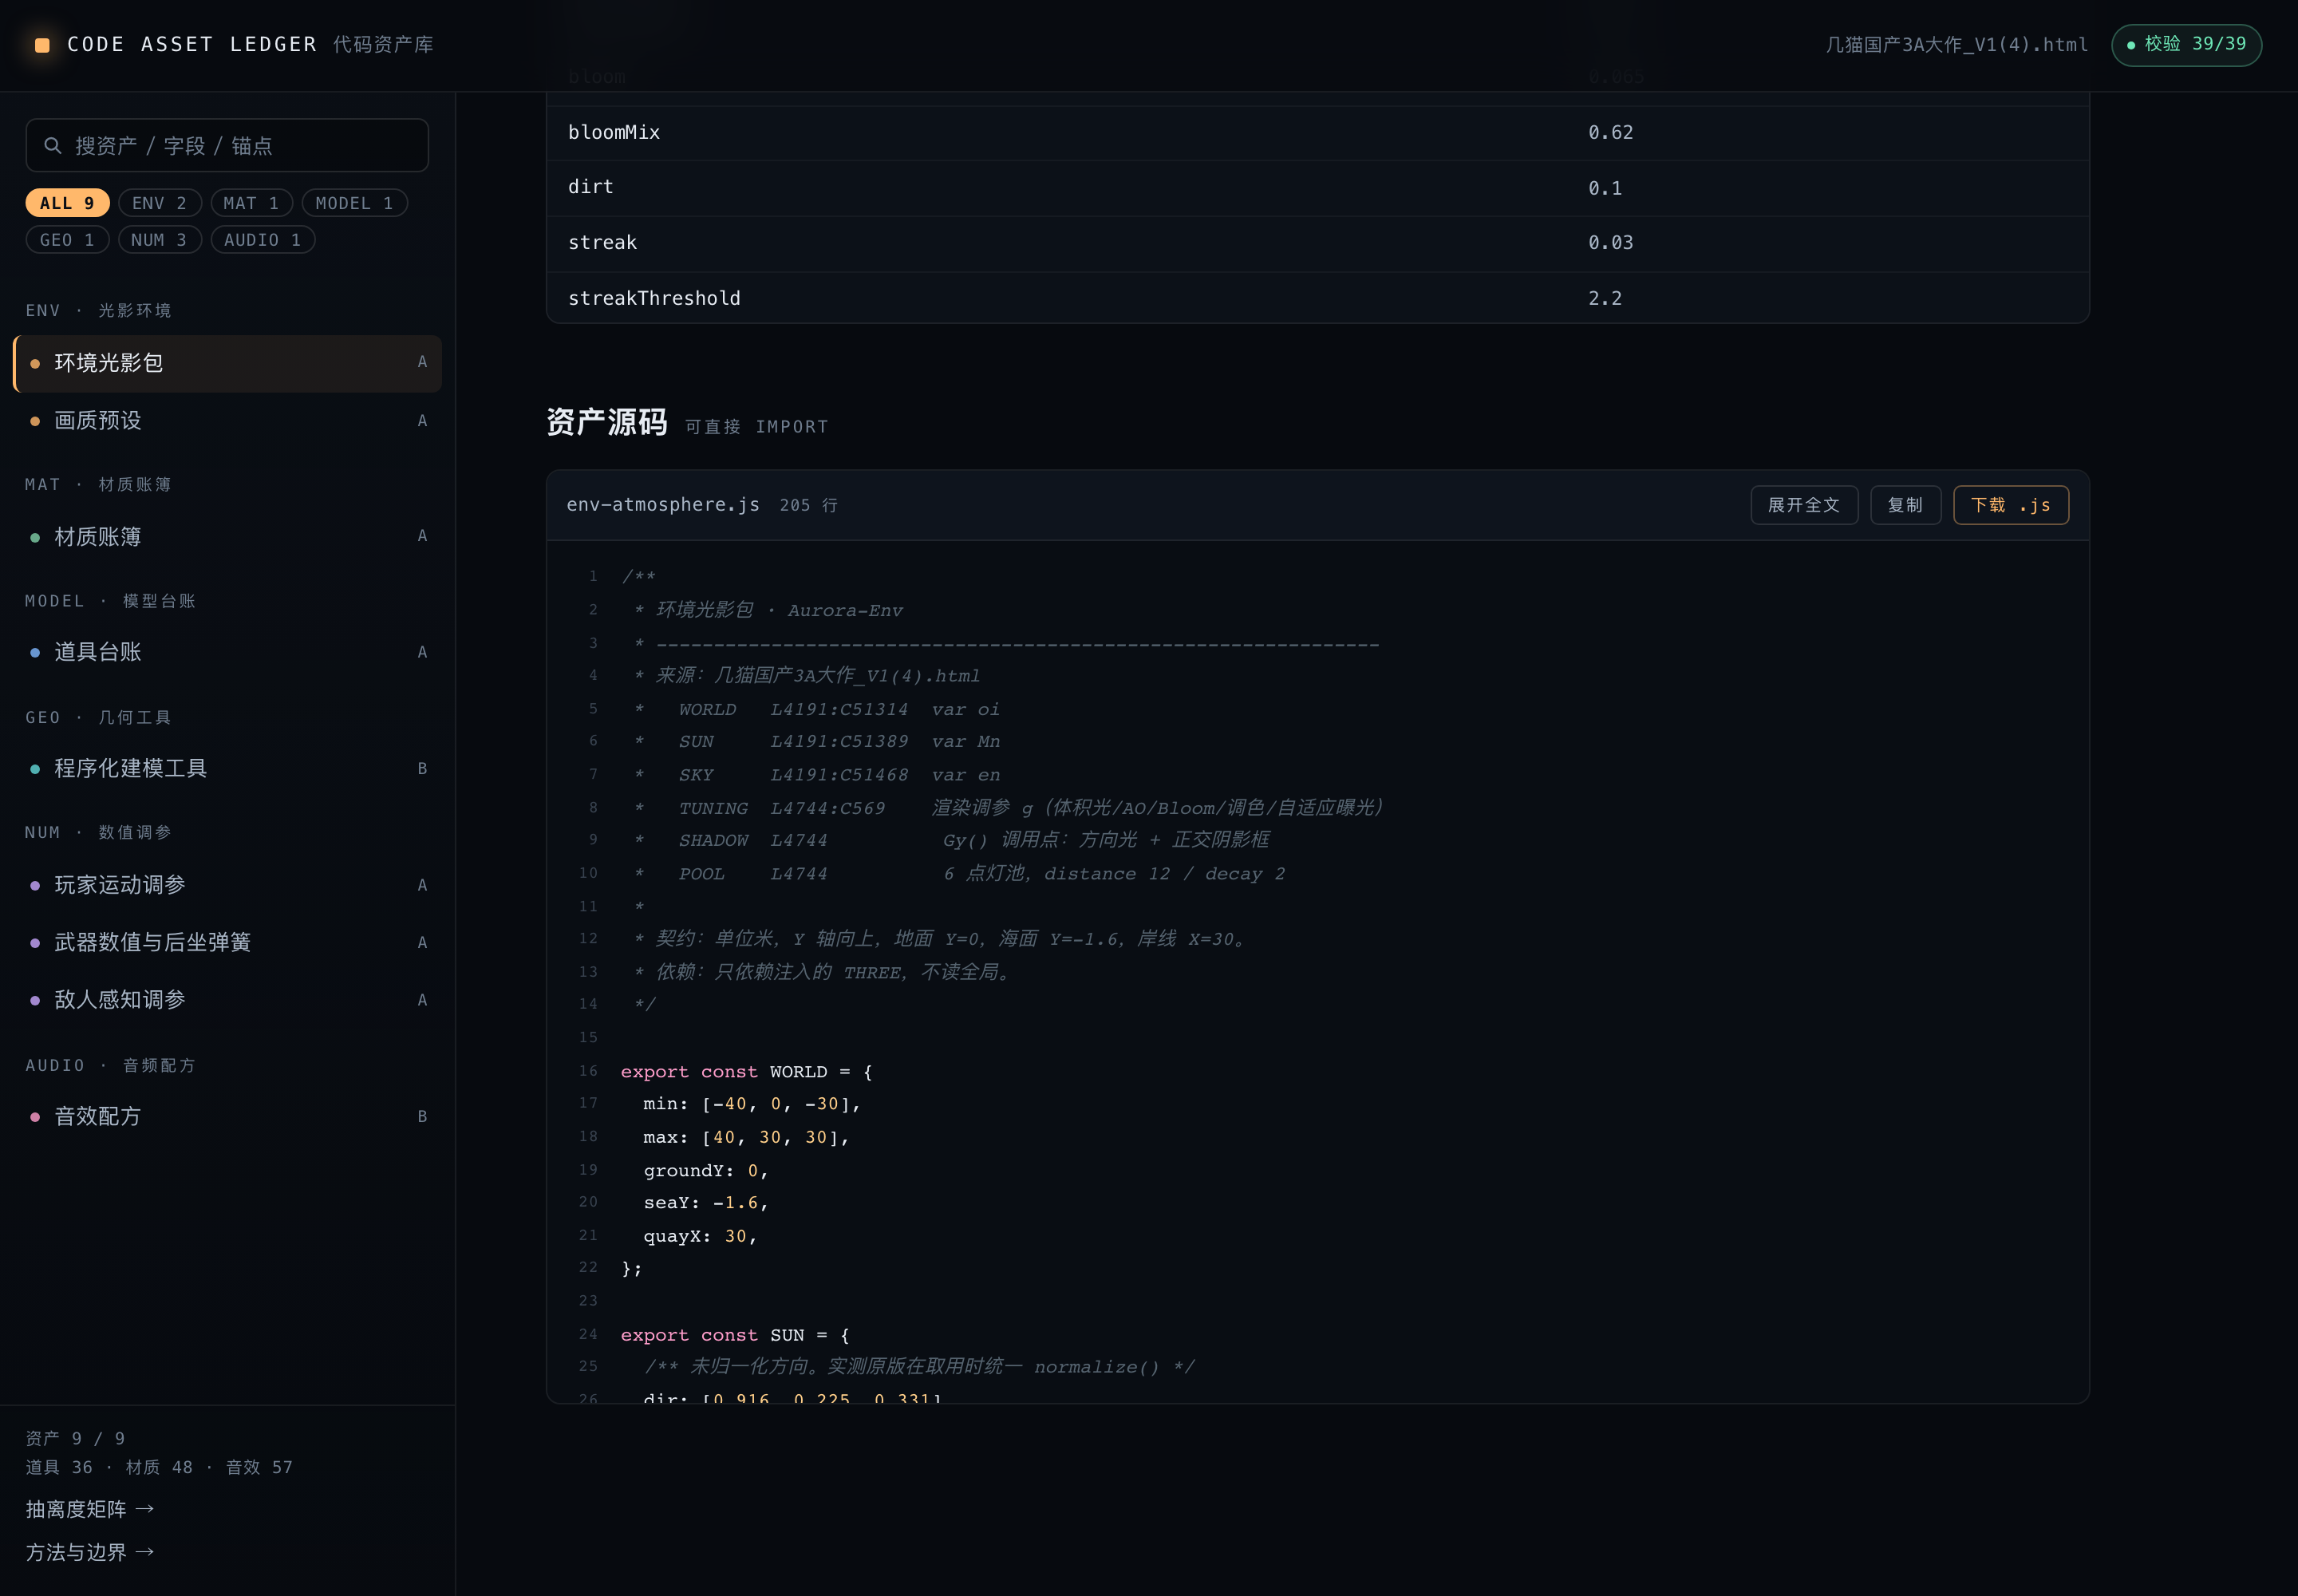 CODE ASSET LEDGER 代码资产库
几猫国产3A大作_V1(4).html
校验 39/39
搜资产 / 字段 / 锚点
ALL 9
ENV 2
MAT 1
MODEL 1
GEO 1
NUM 3
AUDIO 1
ENV · 光影环境
环境光影包 A
画质预设 A
MAT · 材质账簿
材质账簿 A
MODEL · 模型台账
道具台账 A
GEO · 几何工具
程序化建模工具 B
NUM · 数值调参
玩家运动调参 A
武器数值与后坐弹簧 A
敌人感知调参 A
AUDIO · 音频配方
音效配方 B
资产 9 / 9
道具 36 · 材质 48 · 音效 57
抽离度矩阵 →
方法与边界 →
bloom 0.065
bloomMix 0.62
dirt 0.1
streak 0.03
streakThreshold 2.2
资产源码 可直接 IMPORT
env-atmosphere.js 205 行
展开全文
复制
下载 .js
1 /**
2 * 环境光影包 · Aurora-Env
3 * ---------------------------------------------------------------
4 * 来源：几猫国产3A大作_V1(4).html
5 * WORLD L4191:C51314 var oi
6 * SUN L4191:C51389 var Mn
7 * SKY L4191:C51468 var en
8 * TUNING L4744:C569 渲染调参 g（体积光/AO/Bloom/调色/自适应曝光）
9 * SHADOW L4744 Gy() 调用点：方向光 + 正交阴影框
10 * POOL L4744 6 点灯池，distance 12 / decay 2
11 *
12 * 契约：单位米，Y 轴向上，地面 Y=0，海面 Y=-1.6，岸线 X=30。
13 * 依赖：只依赖注入的 THREE，不读全局。
14 */
15
16 export const WORLD = {
17 min: [-40, 0, -30],
18 max: [40, 30, 30],
19 groundY: 0,
20 seaY: -1.6,
21 quayX: 30,
22 };
23
24 export const SUN = {
25 /** 未归一化方向。实测原版在取用时统一 normalize() */
26 dir: [0.916, 0.225, 0.331]